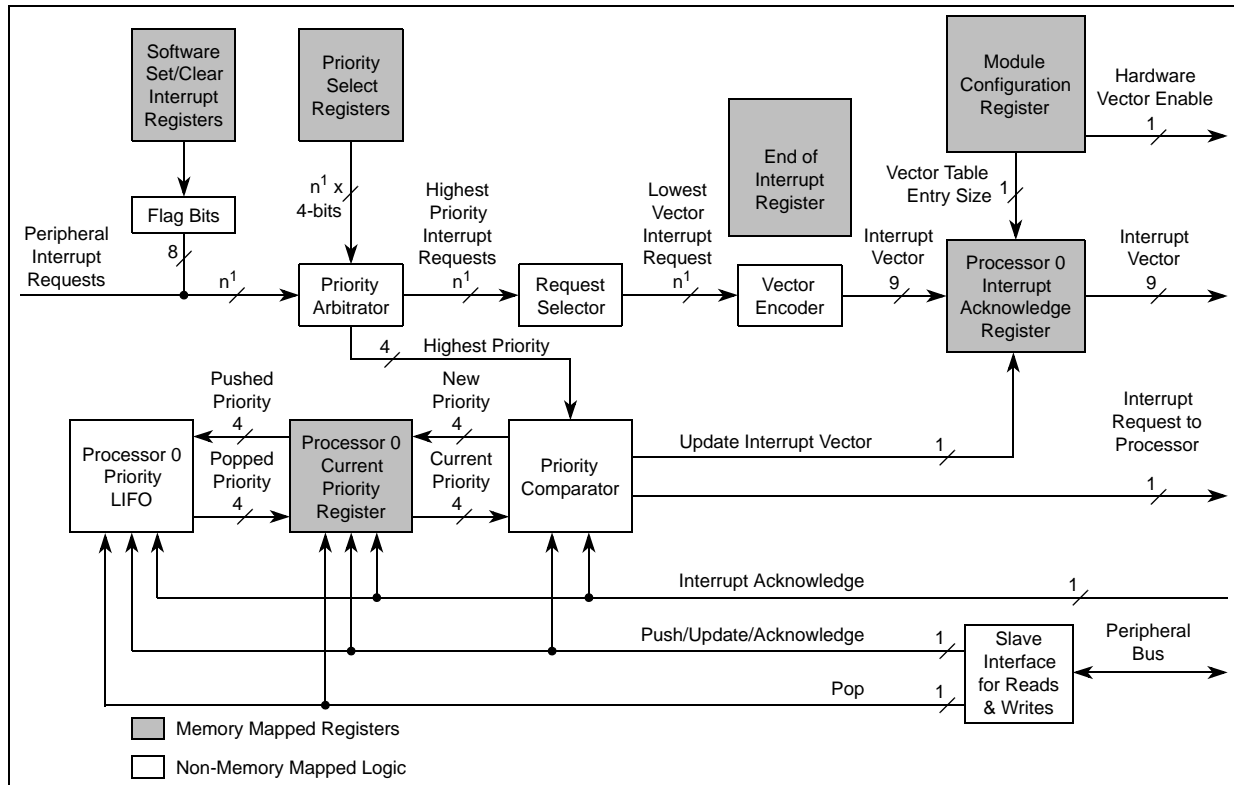 Software
Set/Clear
Interrupt
Registers
Priority
Select
Registers
Module
Configuration
Register
Hardware
Vector Enable
1
End of
Interrupt
Register
Vector Table
Entry Size
1
n¹ x
4-bits
Flag Bits
8
Peripheral
Interrupt
Requests
n¹
Priority
Arbitrator
Highest
Priority
Interrupt
Requests
n¹
Request
Selector
Lowest
Vector
Interrupt
Request
n¹
Vector
Encoder
Interrupt
Vector
9
Processor 0
Interrupt
Acknowledge
Register
Interrupt
Vector
9
4
Highest Priority
Pushed
Priority
4
New
Priority
4
Processor 0
Priority
LIFO
Popped
Priority
4
Processor 0
Current
Priority
Register
Current
Priority
4
Priority
Comparator
Update Interrupt Vector
1
Interrupt
Request to
Processor
1
Interrupt Acknowledge
1
Push/Update/Acknowledge
1
Slave
Interface
for Reads
& Writes
Peripheral
Bus
Pop
1
Memory Mapped Registers
Non-Memory Mapped Logic